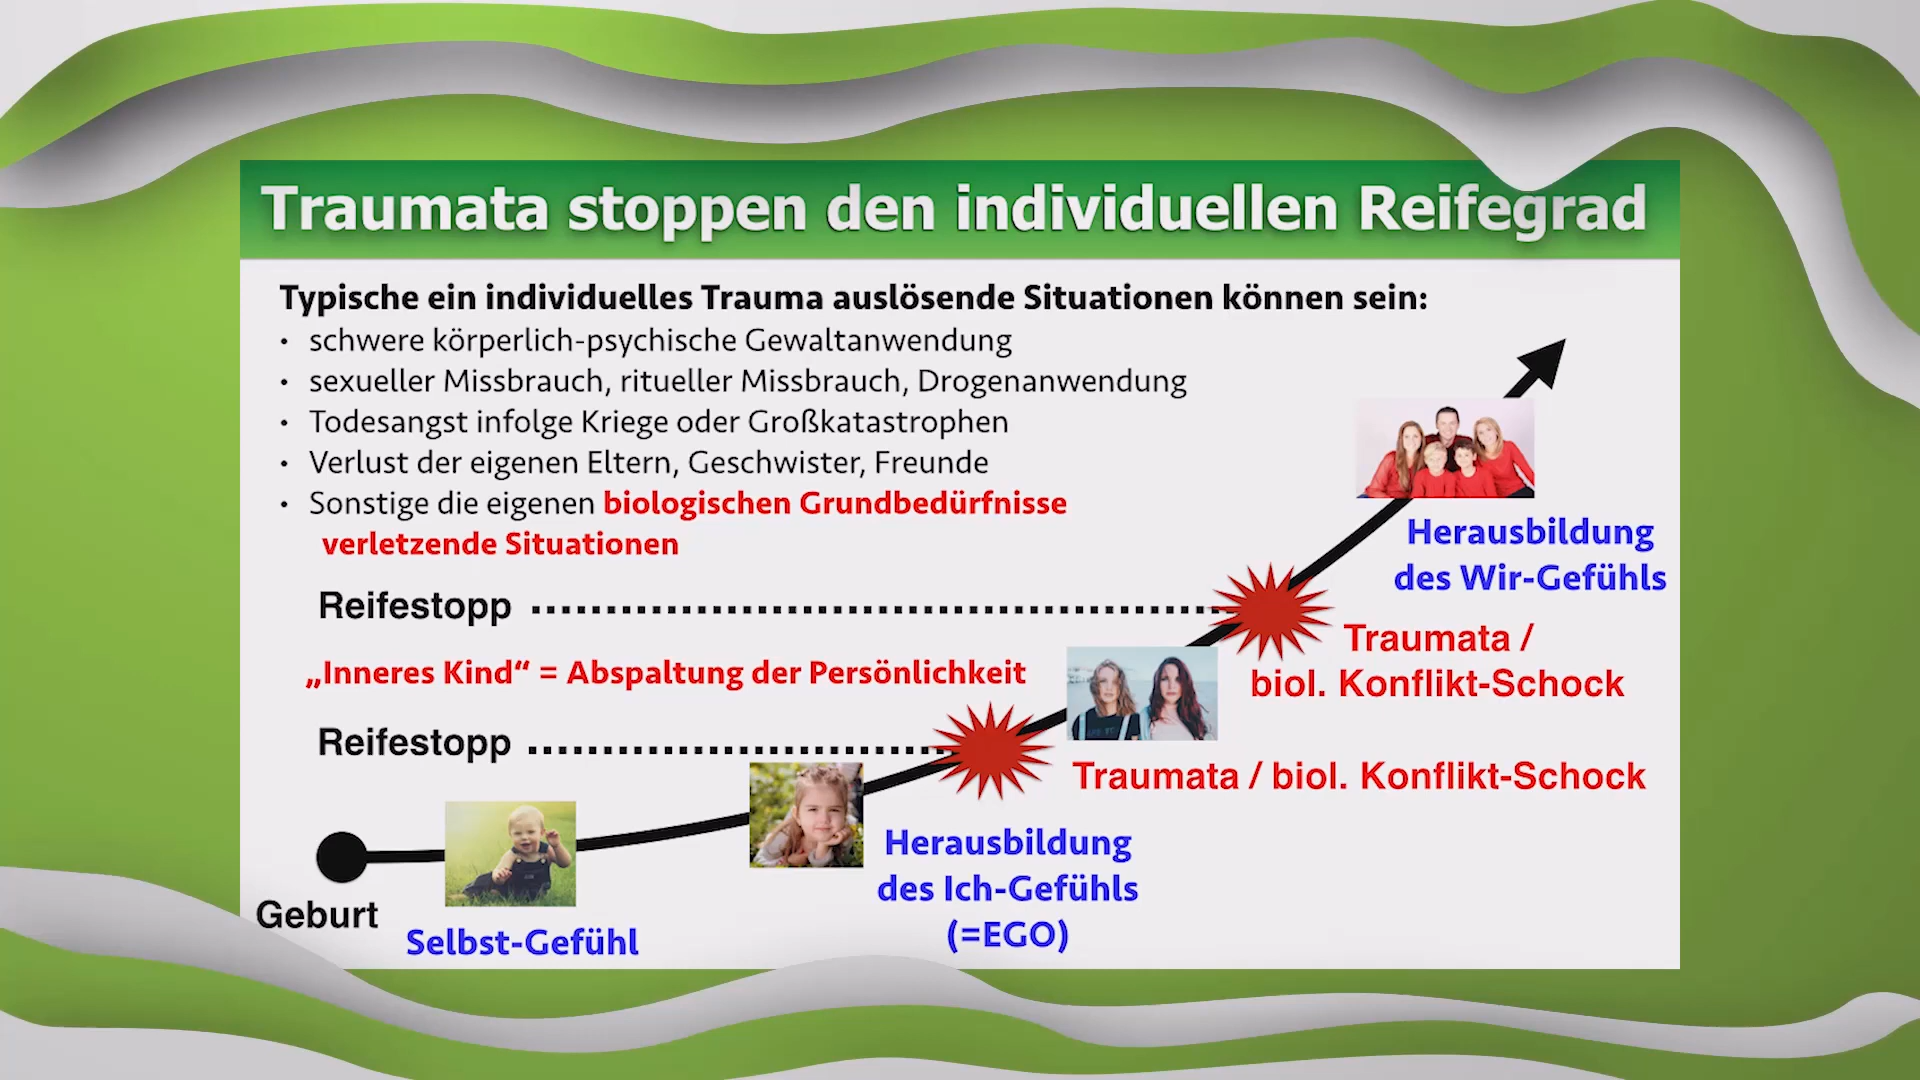 Traumata stoppen den individuellen Reifegrad
Typische ein individuelles Trauma auslösende Situationen können sein:
• schwere körperlich-psychische Gewaltanwendung
• sexueller Missbrauch, ritueller Missbrauch, Drogenanwendung
• Todesangst infolge Kriege oder Großkatastrophen
• Verlust der eigenen Eltern, Geschwister, Freunde
• Sonstige die eigenen biologischen Grundbedürfnisse
verletzende Situationen
Herausbildung
des Wir-Gefühls
Reifestopp
Traumata /
biol. Konflikt-Schock
„Inneres Kind“ = Abspaltung der Persönlichkeit
Reifestopp
Traumata / biol. Konflikt-Schock
Herausbildung
des Ich-Gefühls
(=EGO)
Geburt
Selbst-Gefühl